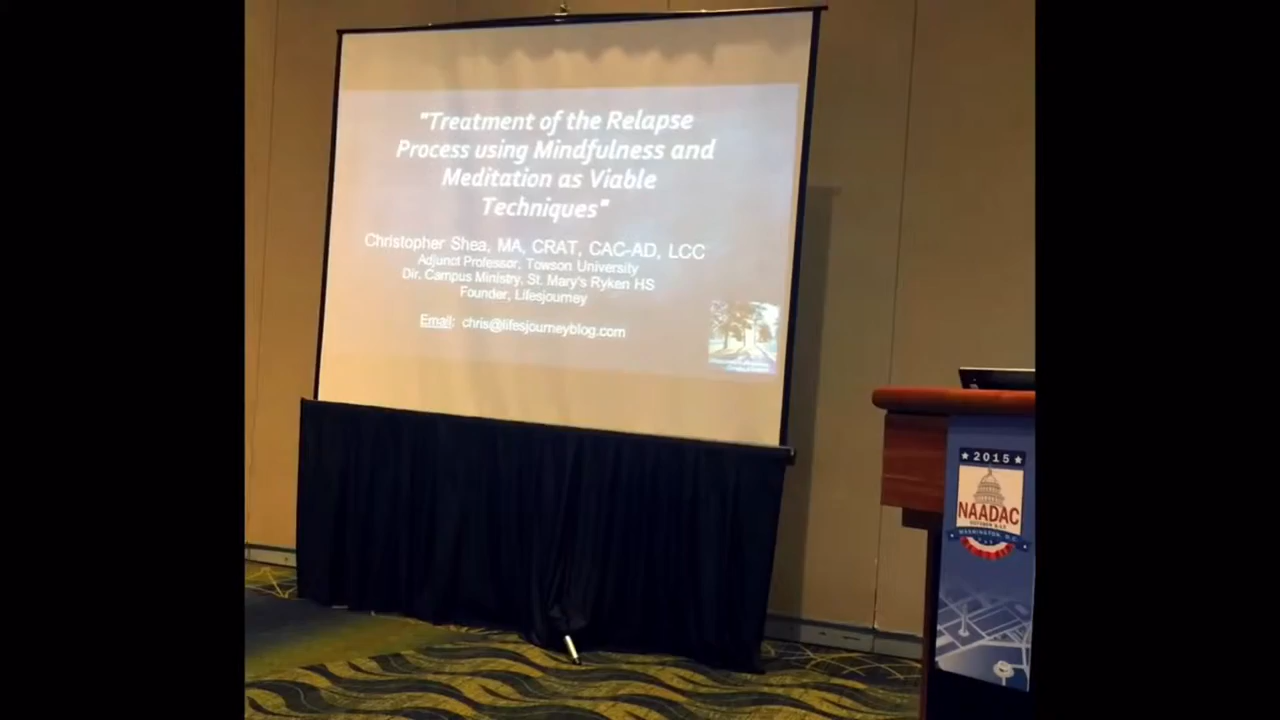 "Treatment of the Relapse
Process using Mindfulness and
Meditation as Viable
Techniques"
Christopher Shea, MA, CRAT, CAC-AD, LCC
Adjunct Professor, Towson University
Dir. Campus Ministry, St. Mary's Ryken HS
Founder, Lifesjourney
Email: chris@lifesjourneyblog.com
2015
NAADAC
WASHINGTON, D.C.